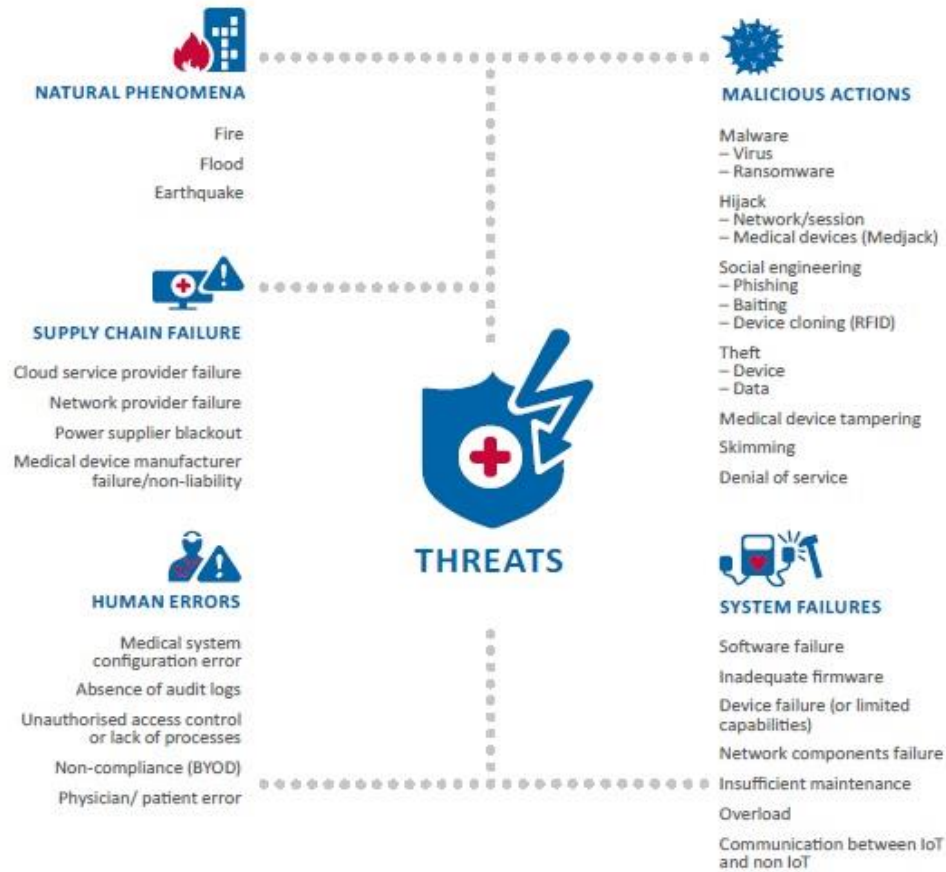 NATURAL PHENOMENA
Fire
Flood
Earthquake
SUPPLY CHAIN FAILURE
Cloud service provider failure
Network provider failure
Power supplier blackout
Medical device manufacturer
failure/non-liability
HUMAN ERRORS
Medical system
configuration error
Absence of audit logs
Unauthorised access control
or lack of processes
Non-compliance (BYOD)
Physician/ patient error
THREATS
MALICIOUS ACTIONS
Malware
– Virus
– Ransomware
Hijack
– Network/session
– Medical devices (Medjack)
Social engineering
– Phishing
– Baiting
– Device cloning (RFID)
Theft
– Device
– Data
Medical device tampering
Skimming
Denial of service
SYSTEM FAILURES
Software failure
Inadequate firmware
Device failure (or limited
capabilities)
Network components failure
Insufficient maintenance
Overload
Communication between IoT
and non IoT